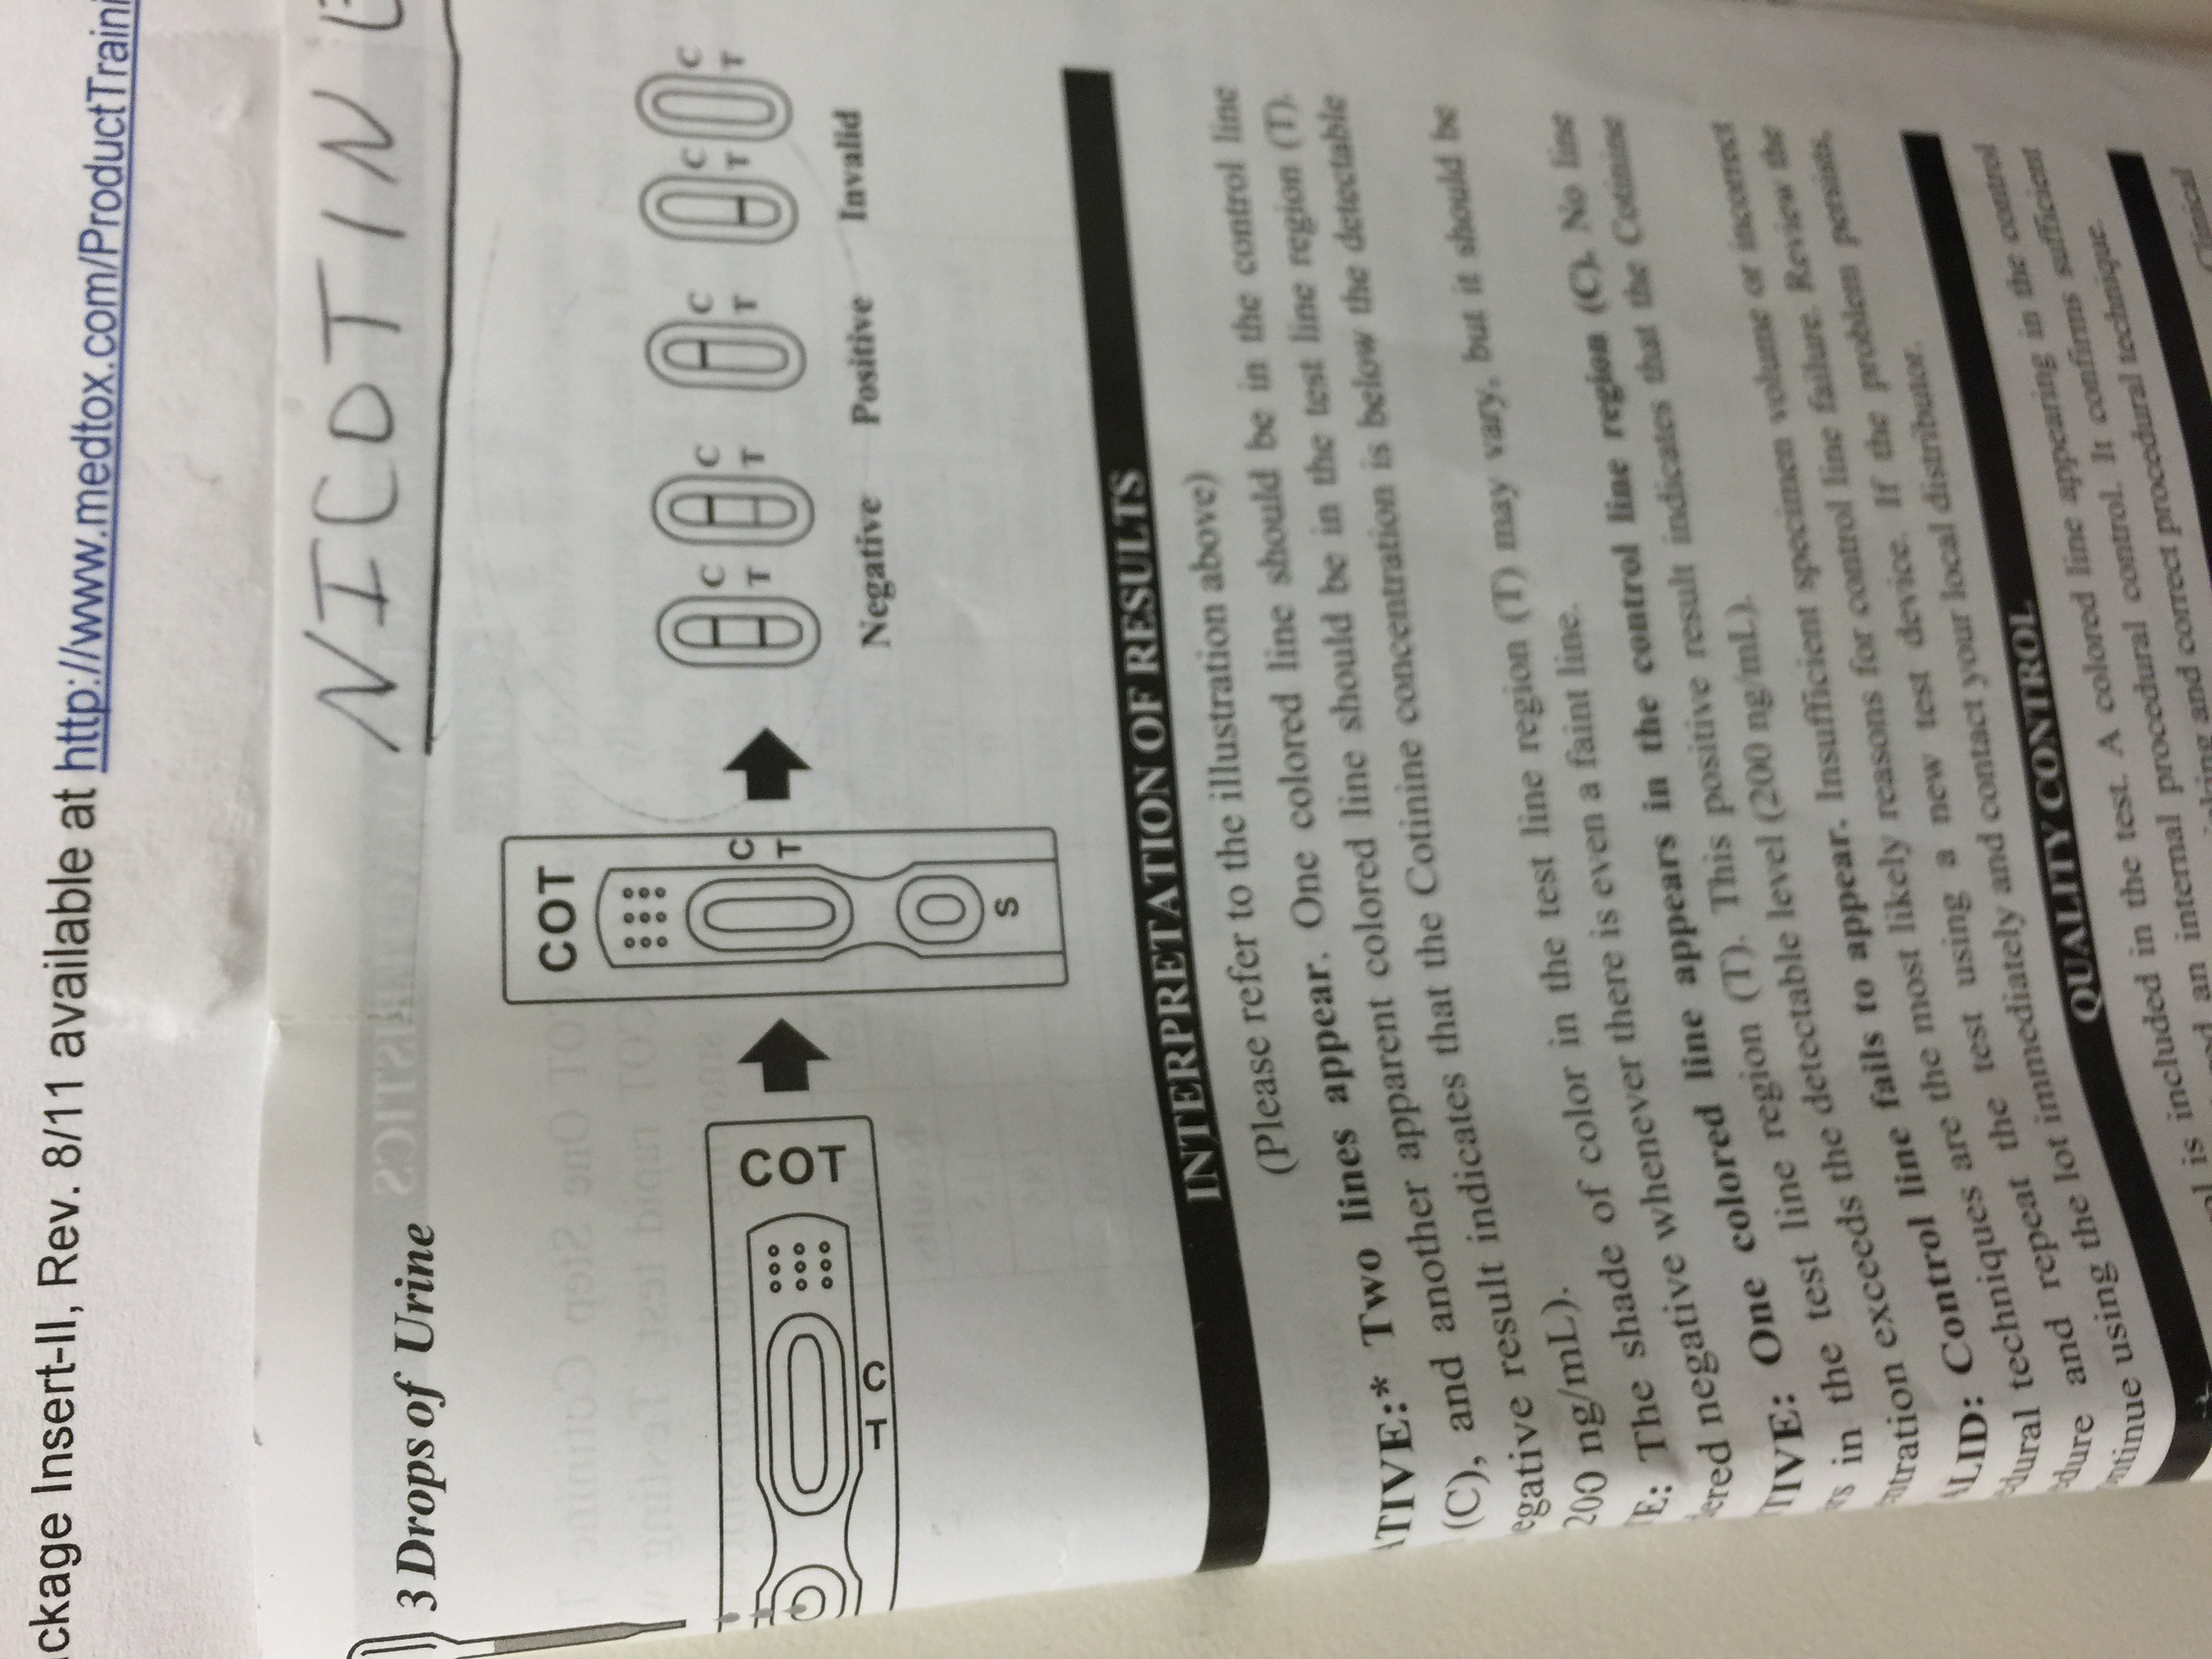 ckage Insert-II, Rev. 8/11 available at http://www.medtox.com/ProductTraini
NICOTINE
3 Drops of Urine
COT
C
T
S
COT
C
T
C
T
C
T
C
T
C
T
C
T
Negative
Positive
Invalid
INTERPRETATION OF RESULTS
(Please refer to the illustration above)
ATIVE:* Two lines appear. One colored line should be in the control line
(C), and another apparent colored line should be in the test line region (T).
egative result indicates that the Cotinine concentration is below the detectable
200 ng/mL).
E: The shade of color in the test line region (T) may vary, but it should be
ered negative whenever there is even a faint line.
TIVE: One colored line appears in the control line region (C). No line
rs in the test line region (T). This positive result indicates that the Cotinine
ntration exceeds the detectable level (200 ng/mL).
ALID: Control line fails to appear. Insufficient specimen volume or incorrect
dural techniques are the most likely reasons for control line failure. Review the
edure and repeat the test using a new test device. If the problem persists,
ontinue using the lot immediately and contact your local distributor.
QUALITY CONTROL
ol is included in the test. A colored line appearing in the control
ed an internal procedural control. It confirms sufficient
and correct procedural technique.
Clinical